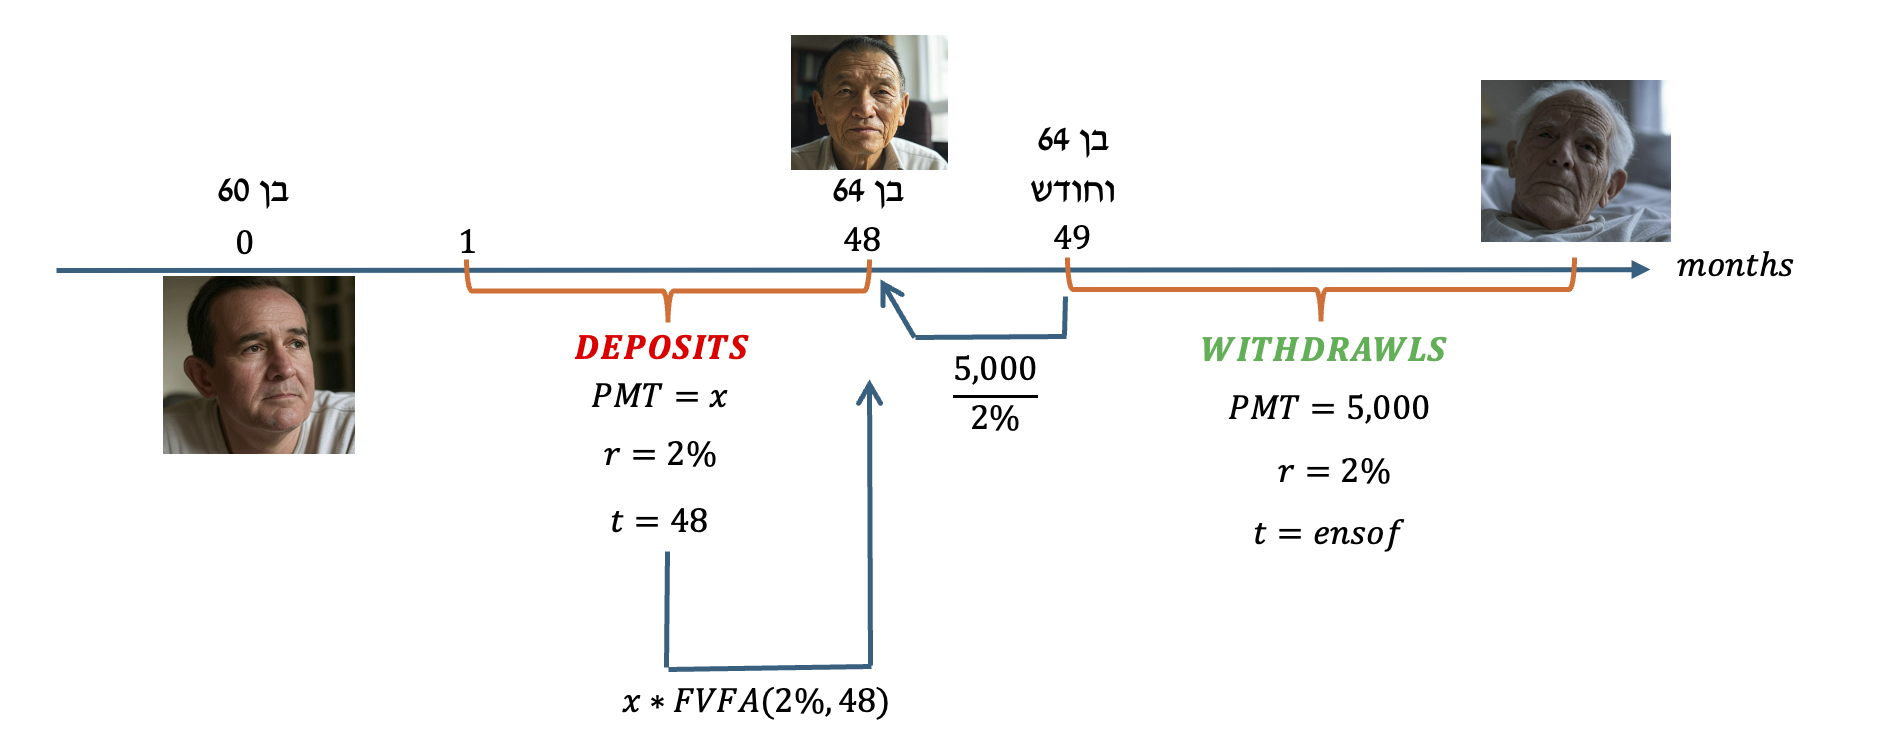 בן 60
0
1
בן 64
48
בן 64
וחודש
49
months
DEPOSITS
PMT = x
r = 2%
t = 48
x * FVFA(2%, 48)
5,000
2%
WITHDRAWLS
PMT = 5,000
r = 2%
t = ensof